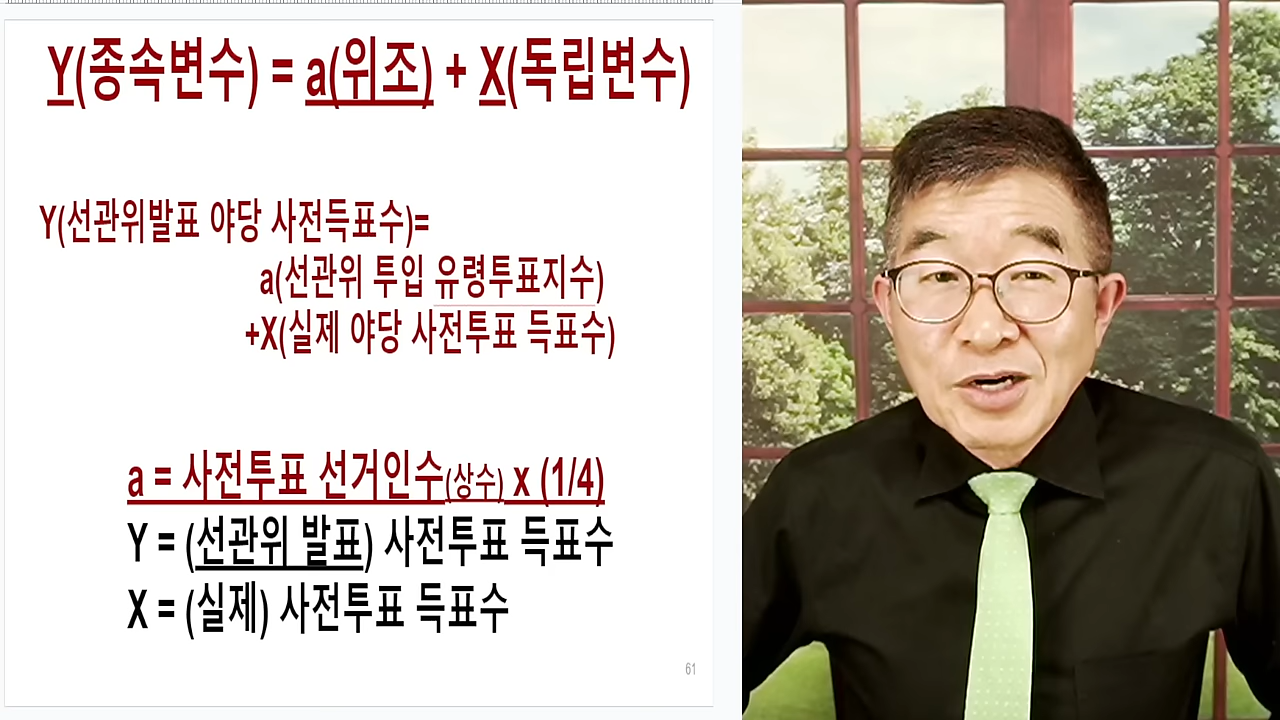 Y(종속변수) = a(위조) + X(독립변수)
Y(선관위발표 야당 사전득표수)=
a(선관위 투입 유령투표지수)
+X(실제 야당 사전투표 득표수)
a = 사전투표 선거인수(상수) x (1/4)
Y = (선관위 발표) 사전투표 득표수
X = (실제) 사전투표 득표수
61